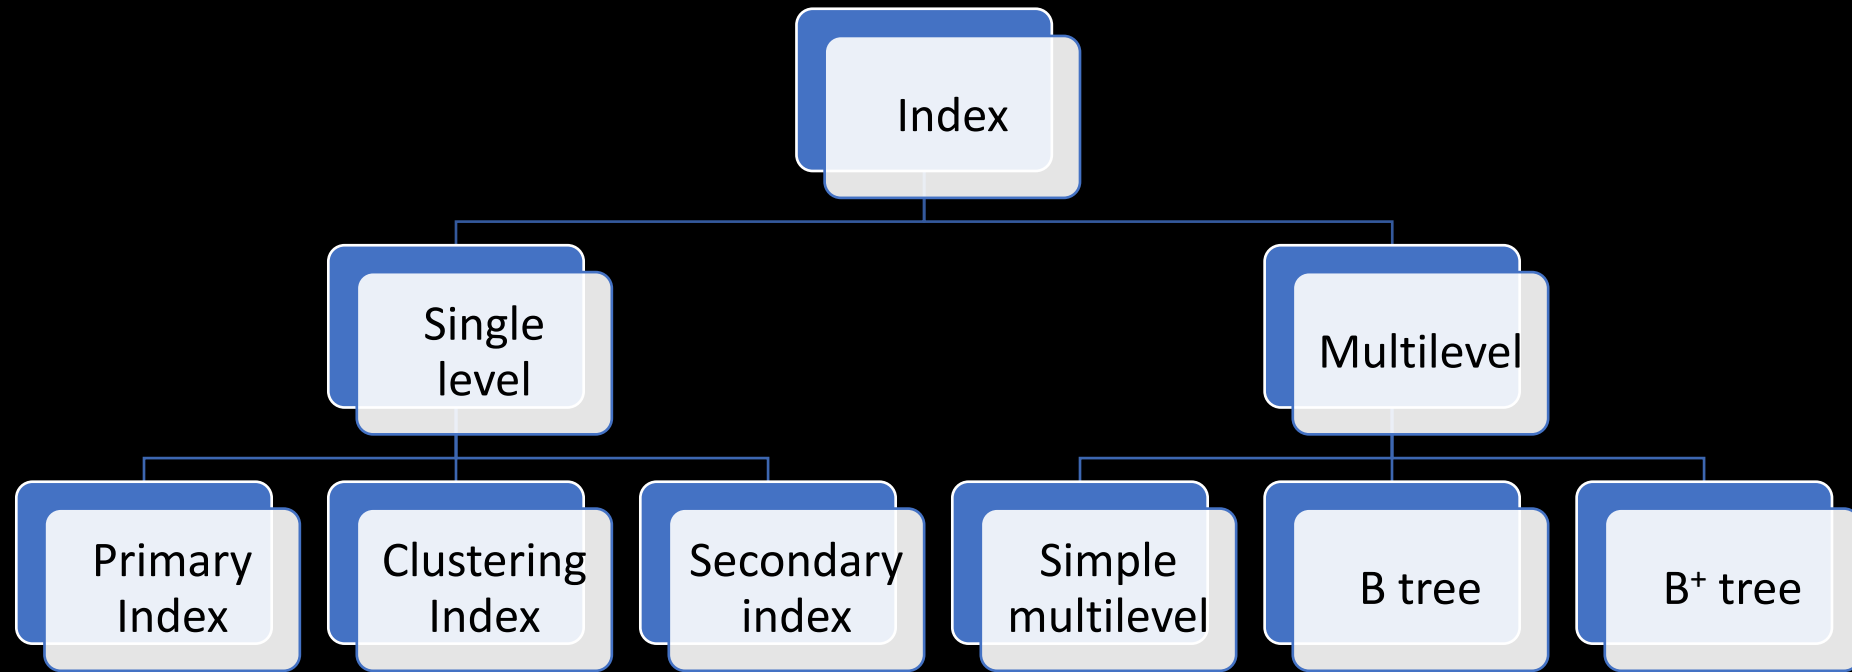 Index
Single
level
Multilevel
Primary
Index
Clustering
Index
Secondary
index
Simple
multilevel
B tree
B⁺ tree